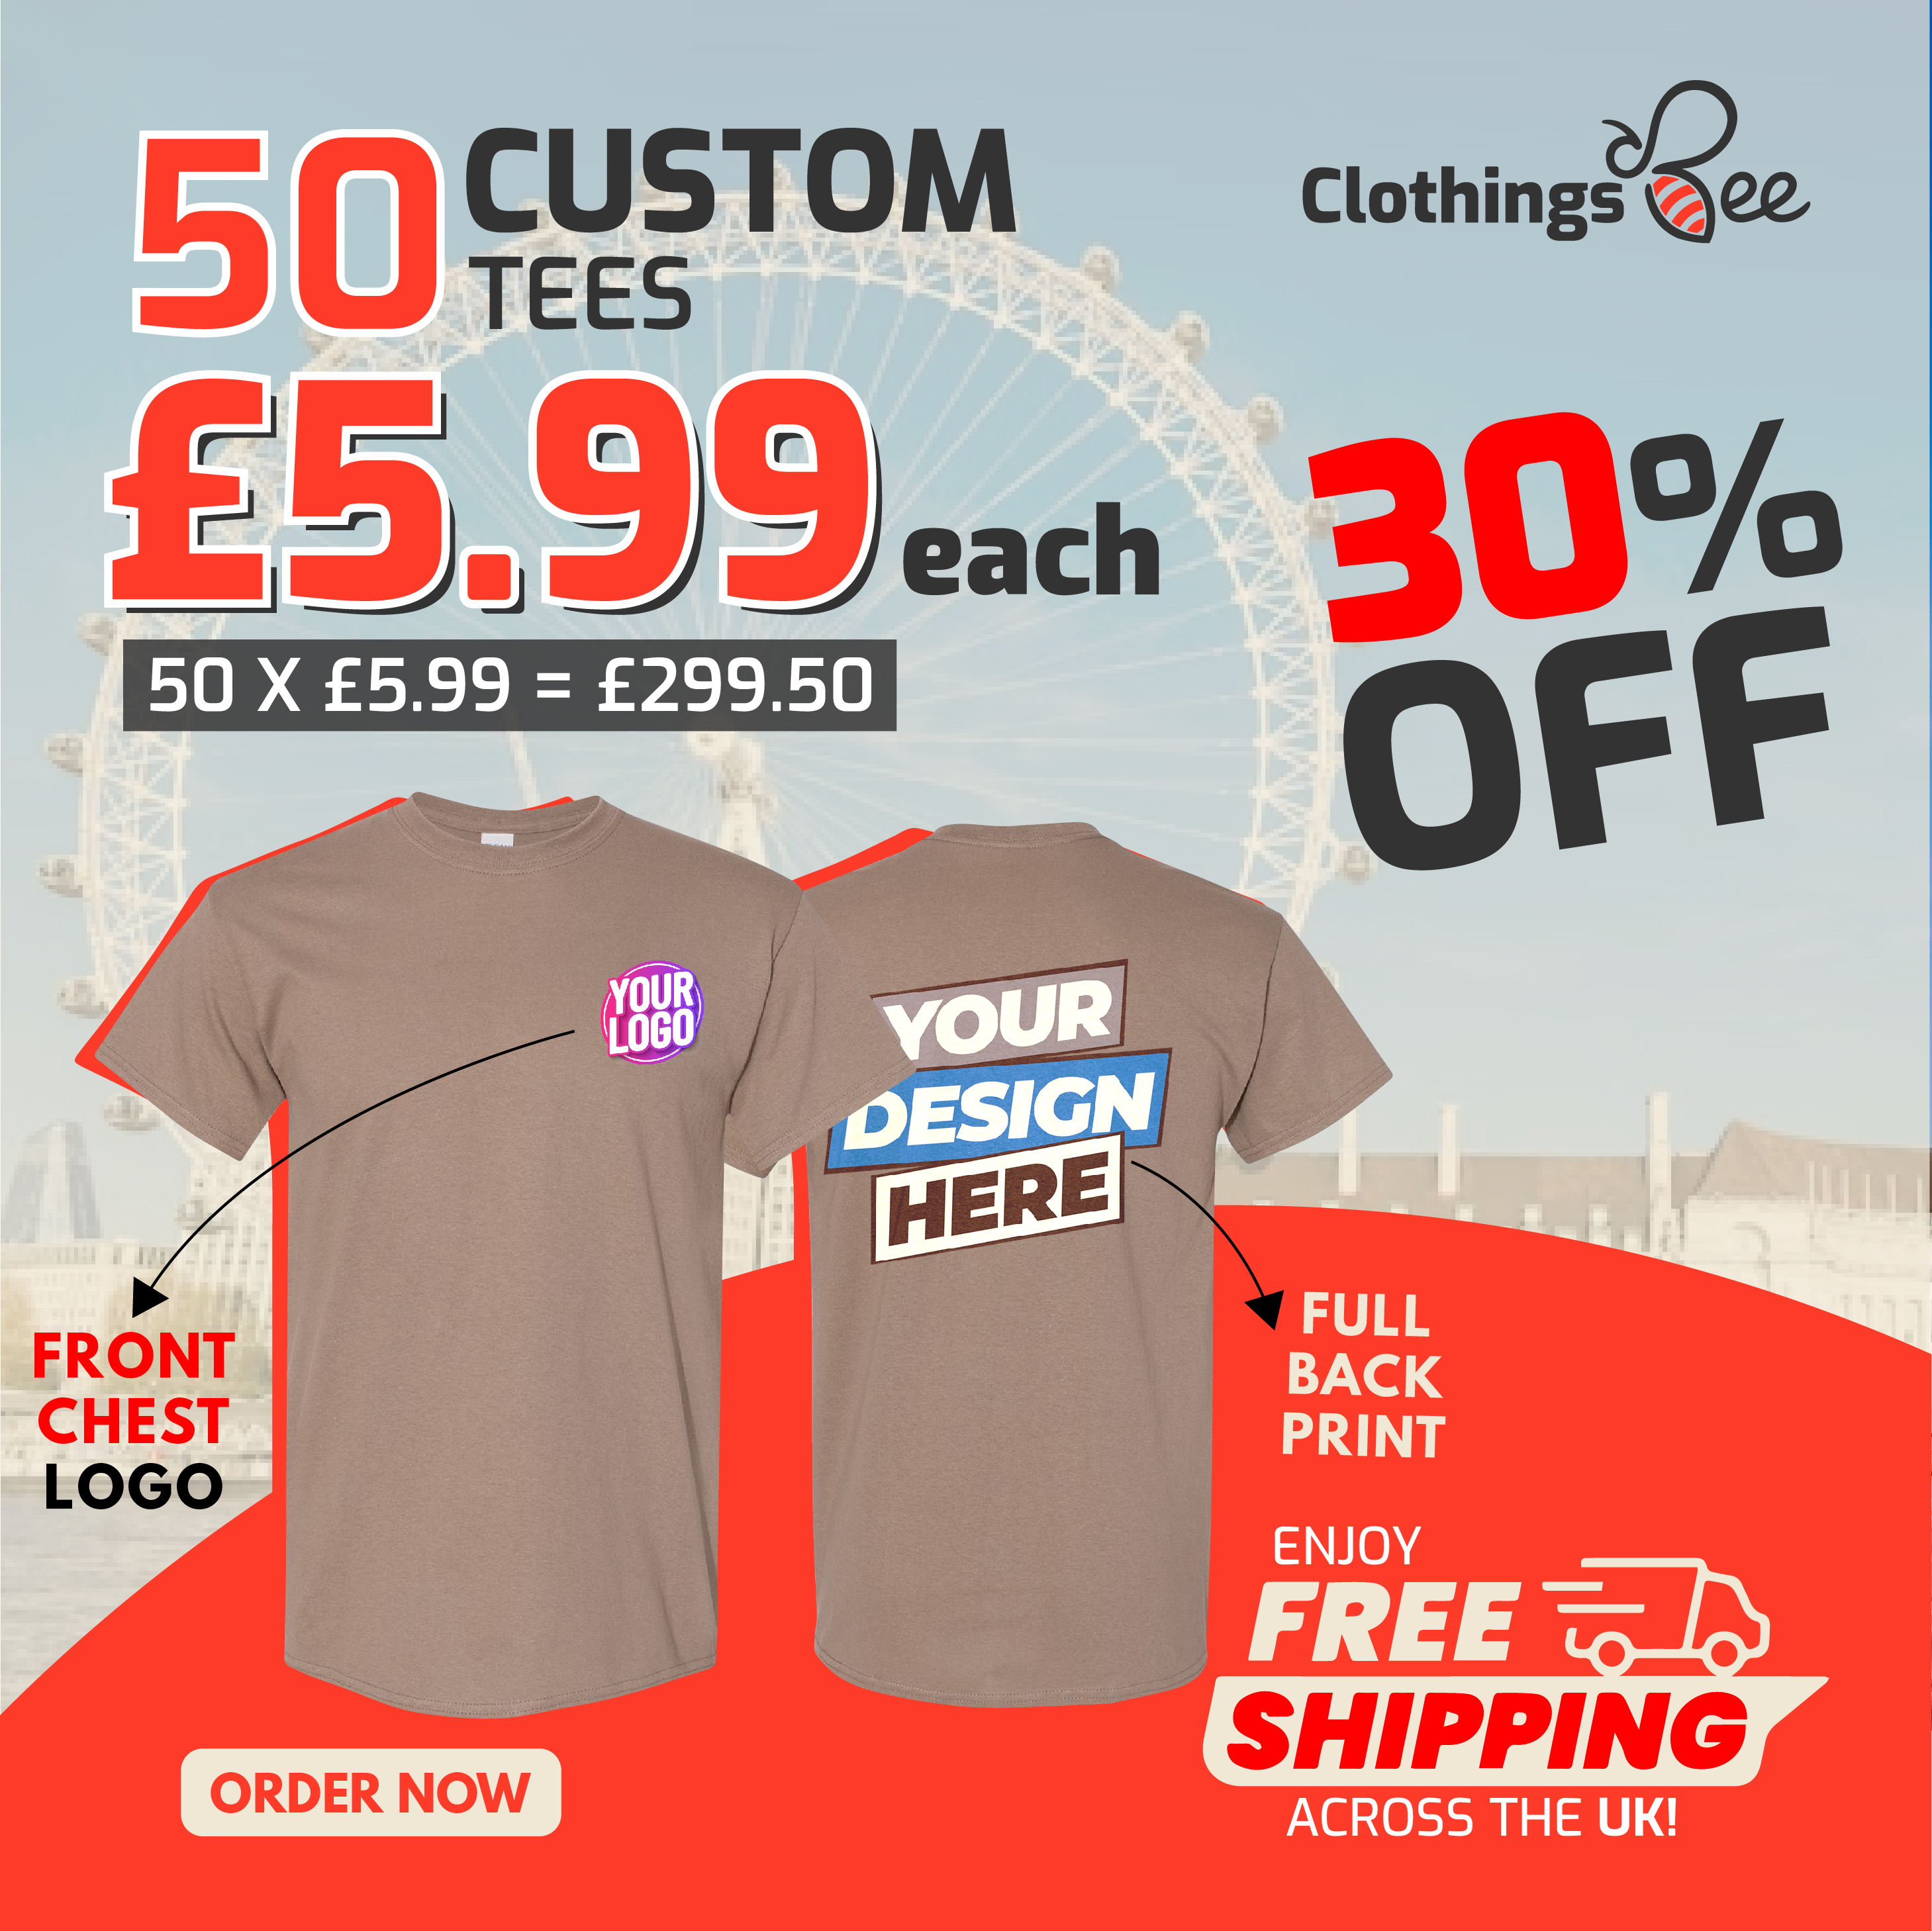 50 CUSTOM
TEES
£5.99 each
50 X £5.99 = £299.50
Clothings Bee
30%
OFF
YOUR
LOGO
YOUR
DESIGN
HERE
FRONT
CHEST
LOGO
FULL
BACK
PRINT
ENJOY
FREE
SHIPPING
ACROSS THE UK!
ORDER NOW